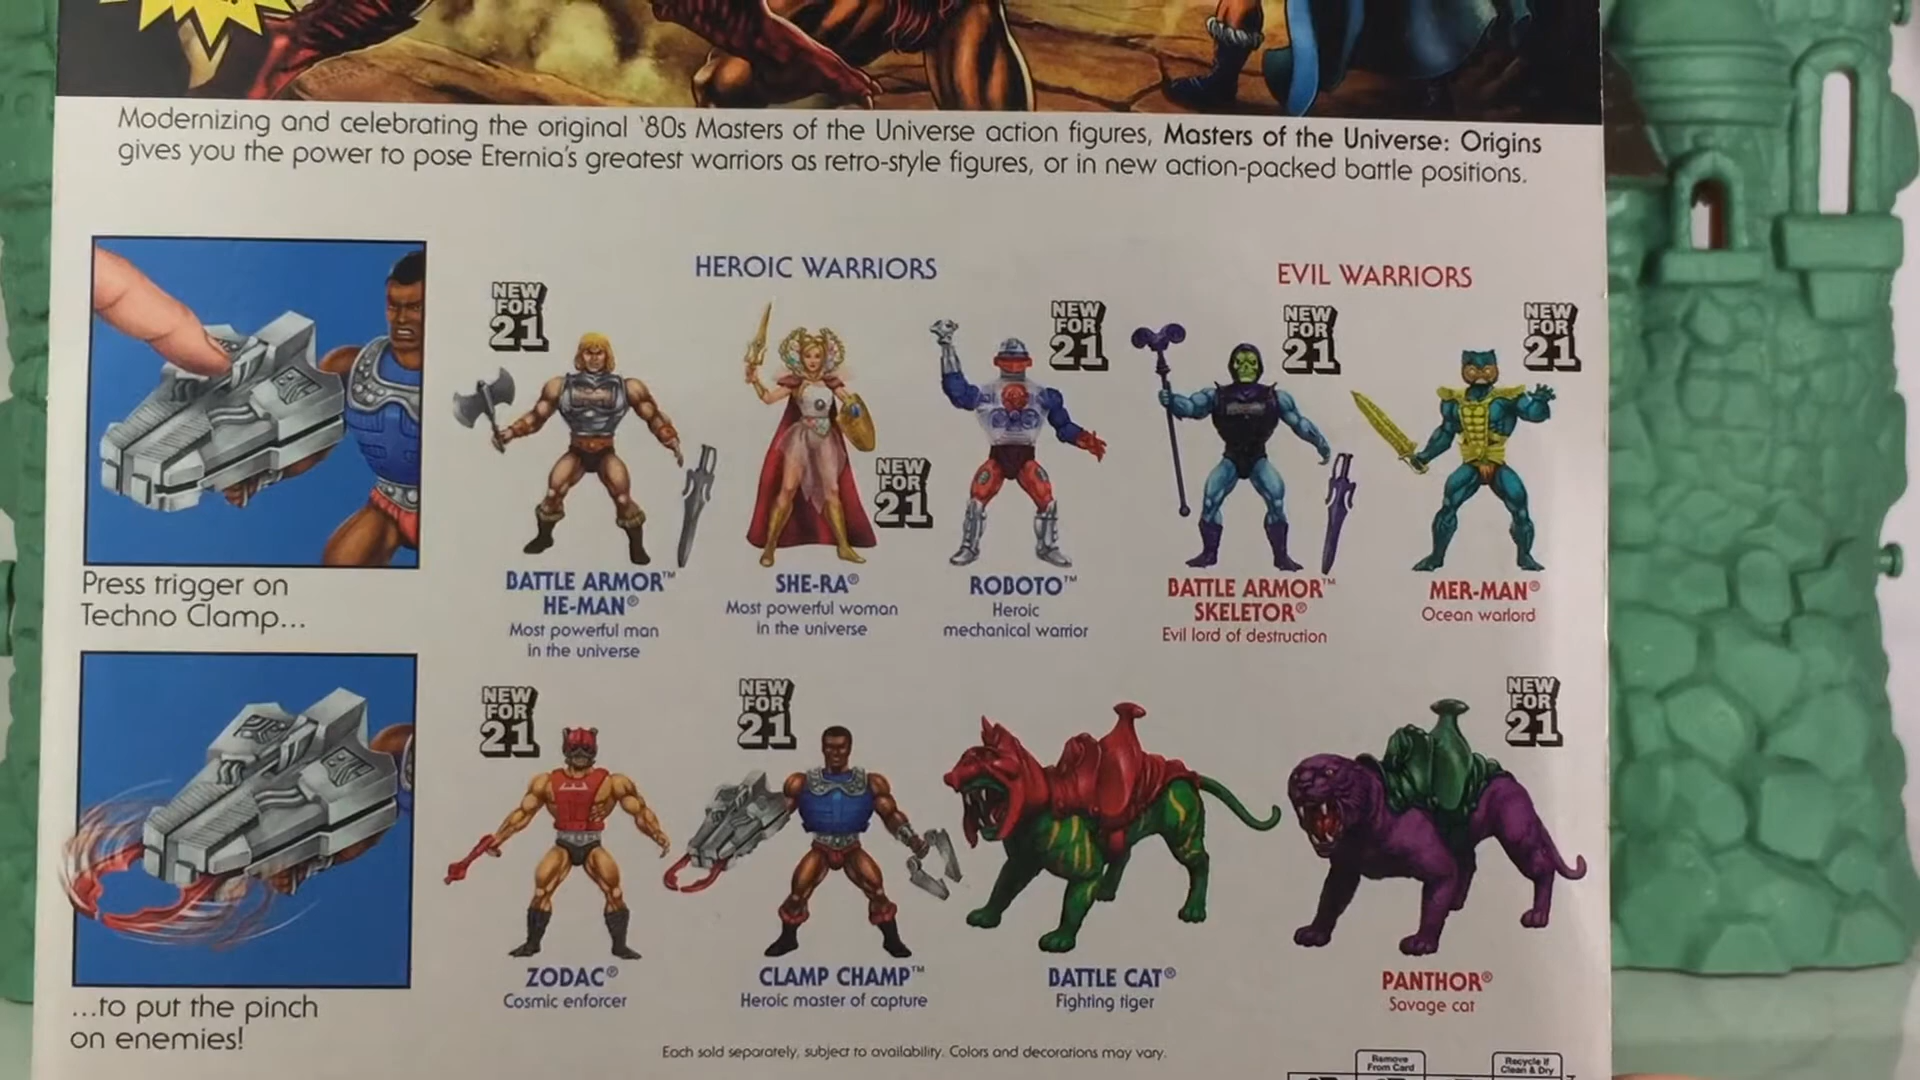 Modernizing and celebrating the original '80s Masters of the Universe action figures, Masters of the Universe: Origins
gives you the power to pose Eternia's greatest warriors as retro-style figures, or in new action-packed battle positions.
HEROIC WARRIORS
EVIL WARRIORS
NEW
FOR
21
NEW
FOR
21
NEW
FOR
21
NEW
FOR
21
NEW
FOR
21
Press trigger on
Techno Clamp...
BATTLE ARMOR™
HE-MAN®
Most powerful man
in the universe
SHE-RA®
Most powerful woman
in the universe
ROBOTO™
Heroic
mechanical warrior
BATTLE ARMOR™
SKELETOR®
Evil lord of destruction
MER-MAN®
Ocean warlord
NEW
FOR
21
NEW
FOR
21
NEW
FOR
21
ZODAC®
Cosmic enforcer
CLAMP CHAMP™
Heroic master of capture
BATTLE CAT®
Fighting tiger
PANTHOR®
Savage cat
...to put the pinch
on enemies!
Each sold separately, subject to availability. Colors and decorations may vary.
Remove
From Card
Recycle if
Clean & Dry